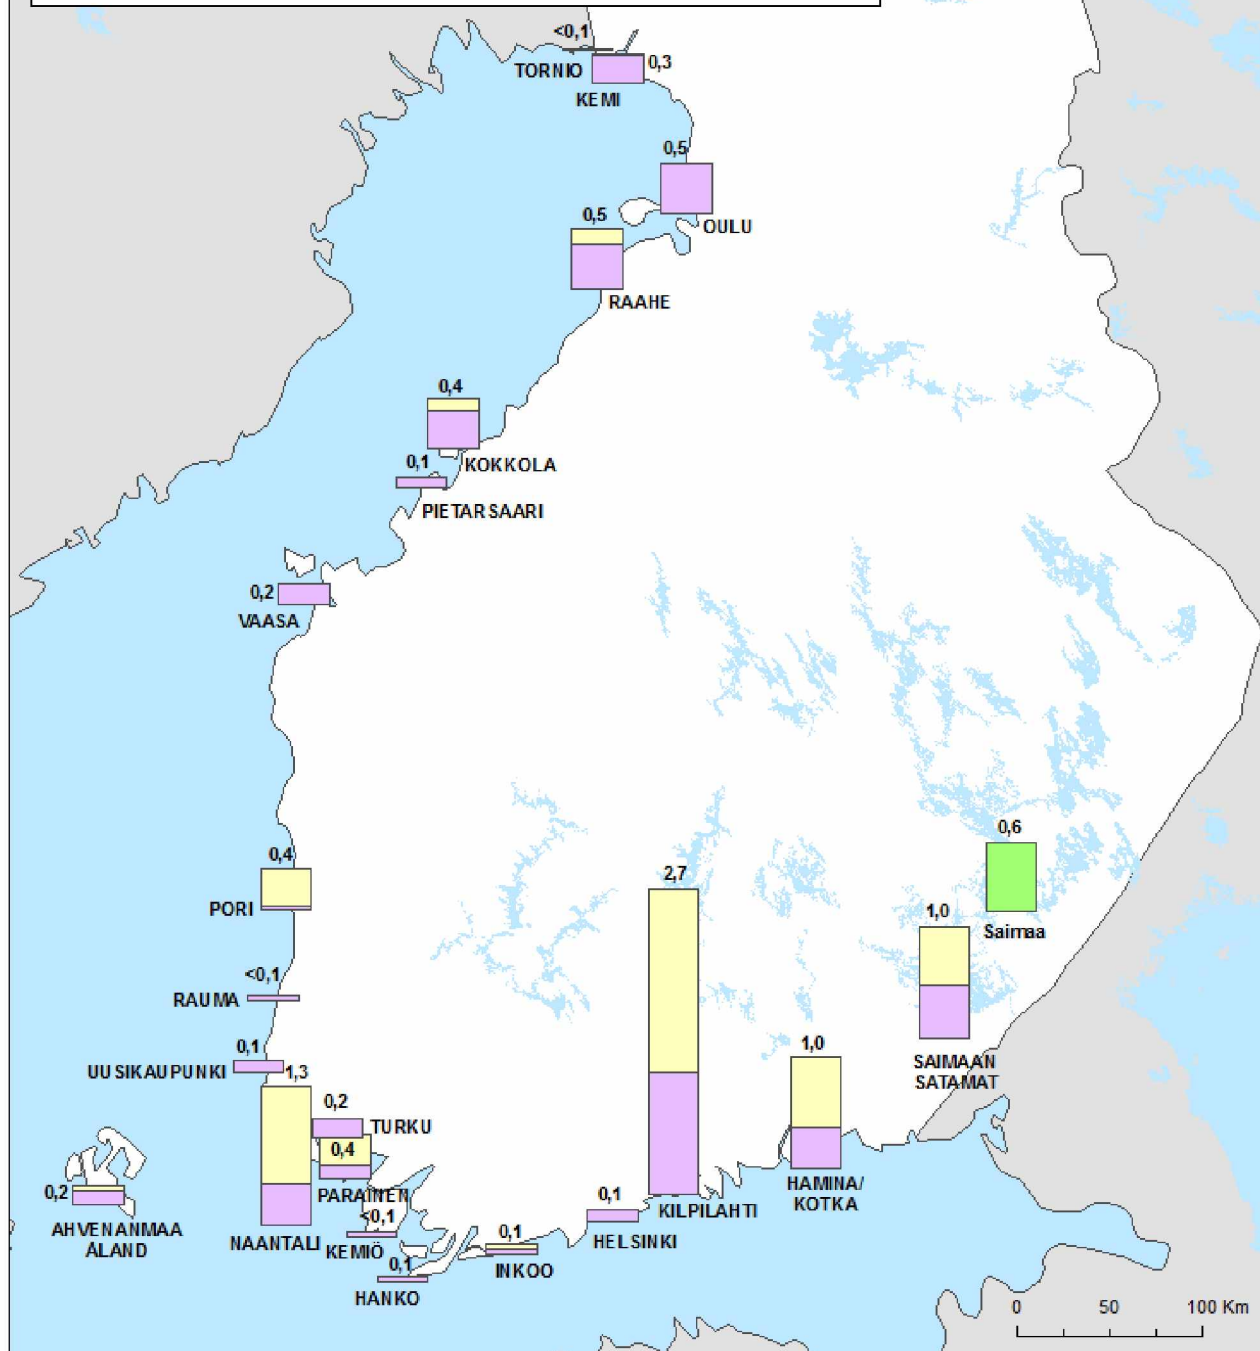 <0,1
TORNIO
0,3
KEMI
0,5
OULU
0,5
RAAHE
0,4
KOKKOLA
0,1
PIETARSAARI
0,2
VAASA
0,6
Saimaa
0,4
PORI
2,7
1,0
SAIMAAN
SATAMAT
<0,1
RAUMA
0,1
UUSIKAUPUNKI
1,3
1,0
HAMINA/
KOTKA
0,2
TURKU
0,4
PARAINEN
0,2
AHVENANMAA
ÅLAND
NAANTALI
<0,1
KEMIÖ
0,1
HANKO
0,1
INKOO
0,1
HELSINKI
KILPILAHTI
0 50 100 Km